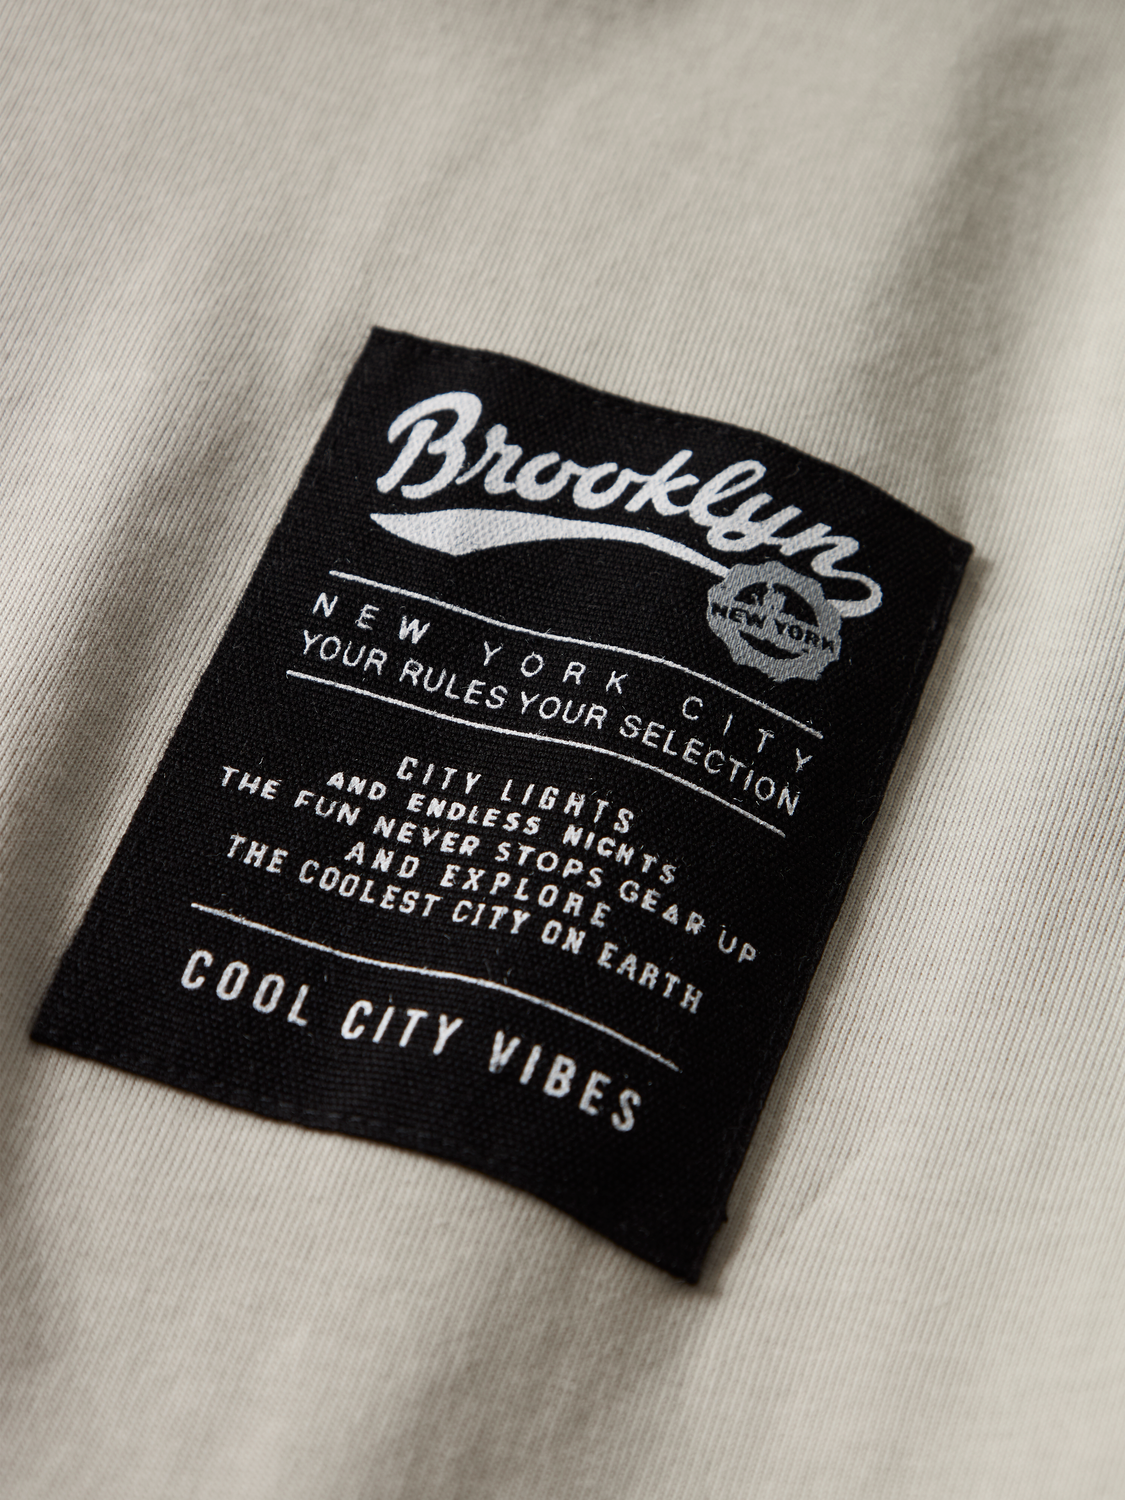 Brooklyn
NEW YORK
NEW YORK CITY
YOUR RULES YOUR SELECTION
CITY LIGHTS
AND ENDLESS NIGHTS
THE FUN NEVER STOPS GEAR UP
AND EXPLORE
THE COOLEST CITY ON EARTH
COOL CITY VIBES